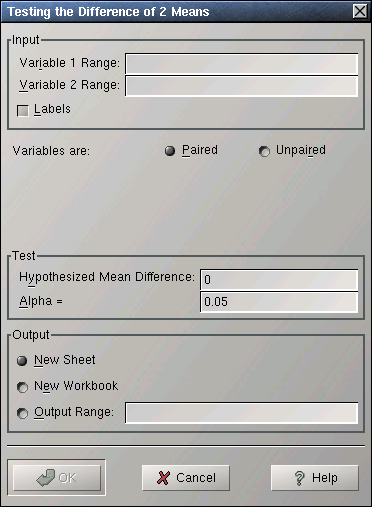 Testing the Difference of 2 Means
Input
Variable 1 Range:
Variable 2 Range:
Labels
Variables are: Paired Unpaired
Test
Hypothesized Mean Difference: 0
Alpha = 0.05
Output
New Sheet
New Workbook
Output Range:
OK Cancel Help